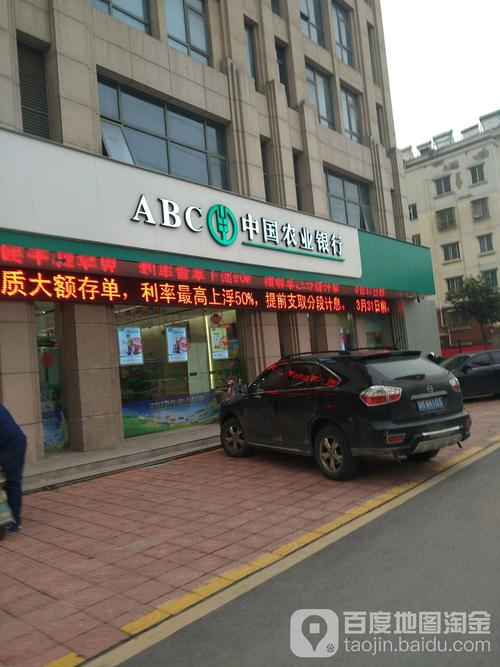 ABC 中国农业银行
质大额存单，利率最高上浮50%，提前支取分段计息， 3月31日前，
百度地图淘金
taojin.baidu.com